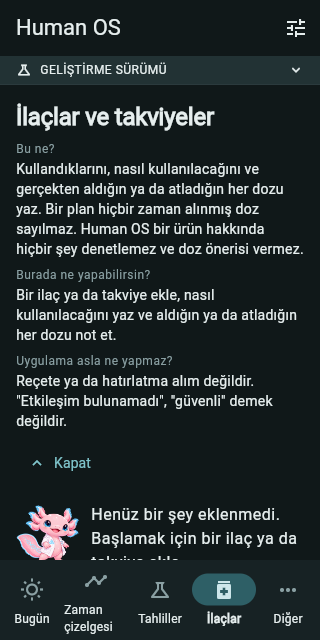 Human OS
GELİŞTİRME SÜRÜMÜ
İlaçlar ve takviyeler
Bu ne?
Kullandıklarını, nasıl kullanılacağını ve
gerçekten aldığın ya da atladığın her dozu
yaz. Bir plan hiçbir zaman alınmış doz
sayılmaz. Human OS bir ürün hakkında
hiçbir şey denetlemez ve doz önerisi vermez.
Burada ne yapabilirsin?
Bir ilaç ya da takviye ekle, nasıl
kullanılacağını yaz ve aldığın ya da atladığın
her dozu not et.
Uygulama asla ne yapmaz?
Reçete ya da hatırlatma alım değildir.
"Etkileşim bulunamadı", "güvenli" demek
değildir.
Kapat
Henüz bir şey eklenmedi.
Başlamak için bir ilaç ya da
takviye ekle.
Bugün
Zaman
çizelgesi
Tahliller
İlaçlar
Diğer